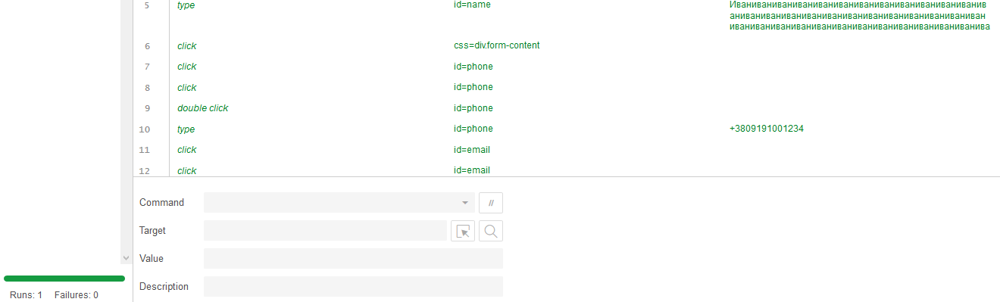 5 type id=name Иваниваниваниваниваниваниваниваниваниваниваниванив
аниваниваниваниваниваниваниваниваниваниваниваниван
иваниваниваниваниваниваниваниваниваниваниваниванива
6 click css=div.form-content
7 click id=phone
8 click id=phone
9 double click id=phone
10 type id=phone +3809191001234
11 click id=email
12 click id=email
Command //
Target
Value
Description
Runs: 1 Failures: 0